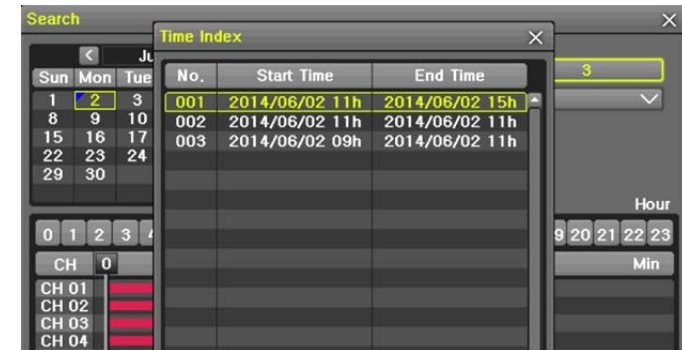 Search
Time Index
Ju
Sun Mon Tue
No. Start Time End Time
3
1 2 3
001 2014/06/02 11h 2014/06/02 15h
8 9 10
002 2014/06/02 11h 2014/06/02 11h
15 16 17
003 2014/06/02 09h 2014/06/02 11h
22 23 24
29 30
Hour
0 1 2 3 9 20 21 22 23
CH 0 Min
CH 01
CH 02
CH 03
CH 04